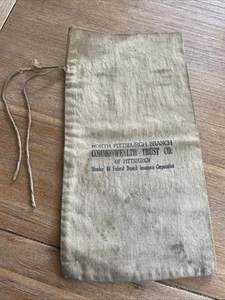 NORTH PITTSBURGH BRANCH
COMMONWEALTH TRUST CO.
OF PITTSBURGH
Member Of Federal Deposit Insurance Corporation